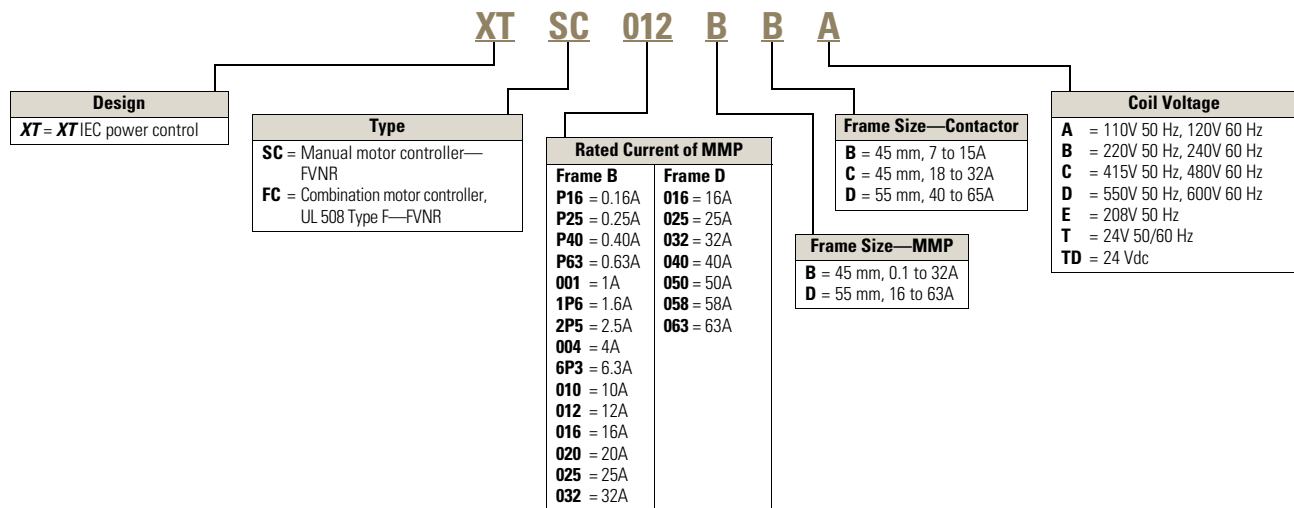 XT SC 012 B B A
Design
XT = XT IEC power control
Type
SC = Manual motor controller—
FVNR
FC = Combination motor controller,
UL 508 Type F—FVNR
Rated Current of MMP
Frame B
P16 = 0.16A
P25 = 0.25A
P40 = 0.40A
P63 = 0.63A
001 = 1A
1P6 = 1.6A
2P5 = 2.5A
004 = 4A
6P3 = 6.3A
010 = 10A
012 = 12A
016 = 16A
020 = 20A
025 = 25A
032 = 32A
Frame D
016 = 16A
025 = 25A
032 = 32A
040 = 40A
050 = 50A
058 = 58A
063 = 63A
Frame Size—MMP
B = 45 mm, 0.1 to 32A
D = 55 mm, 16 to 63A
Frame Size—Contactor
B = 45 mm, 7 to 15A
C = 45 mm, 18 to 32A
D = 55 mm, 40 to 65A
Coil Voltage
A = 110V 50 Hz, 120V 60 Hz
B = 220V 50 Hz, 240V 60 Hz
C = 415V 50 Hz, 480V 60 Hz
D = 550V 50 Hz, 600V 60 Hz
E = 208V 50 Hz
T = 24V 50/60 Hz
TD = 24 Vdc